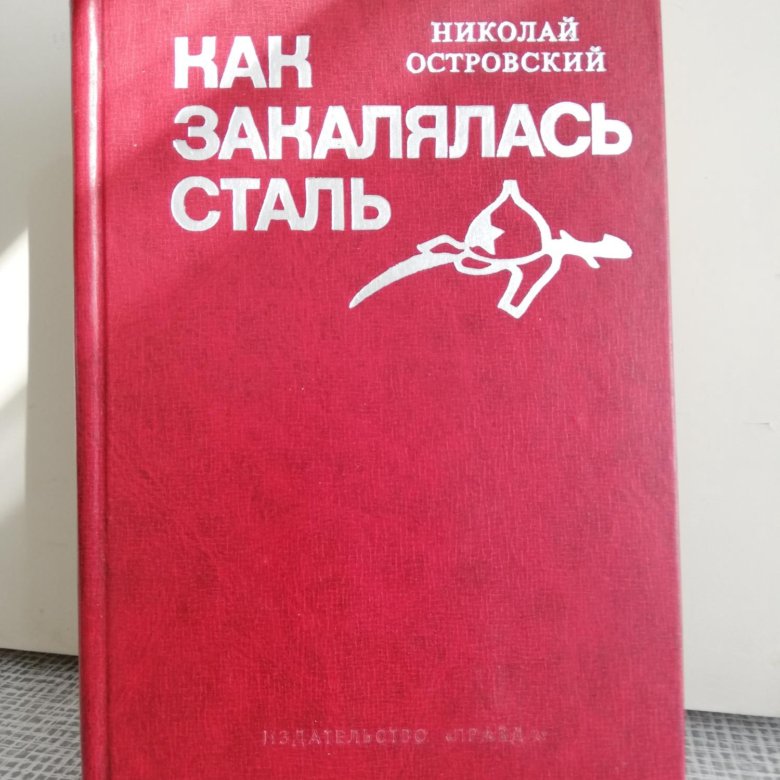 НИКОЛАЙ
ОСТРОВСКИЙ
КАК
ЗАКАЛЯЛАСЬ
СТАЛЬ
ИЗДАТЕЛЬСТВО «ПРАВДА»